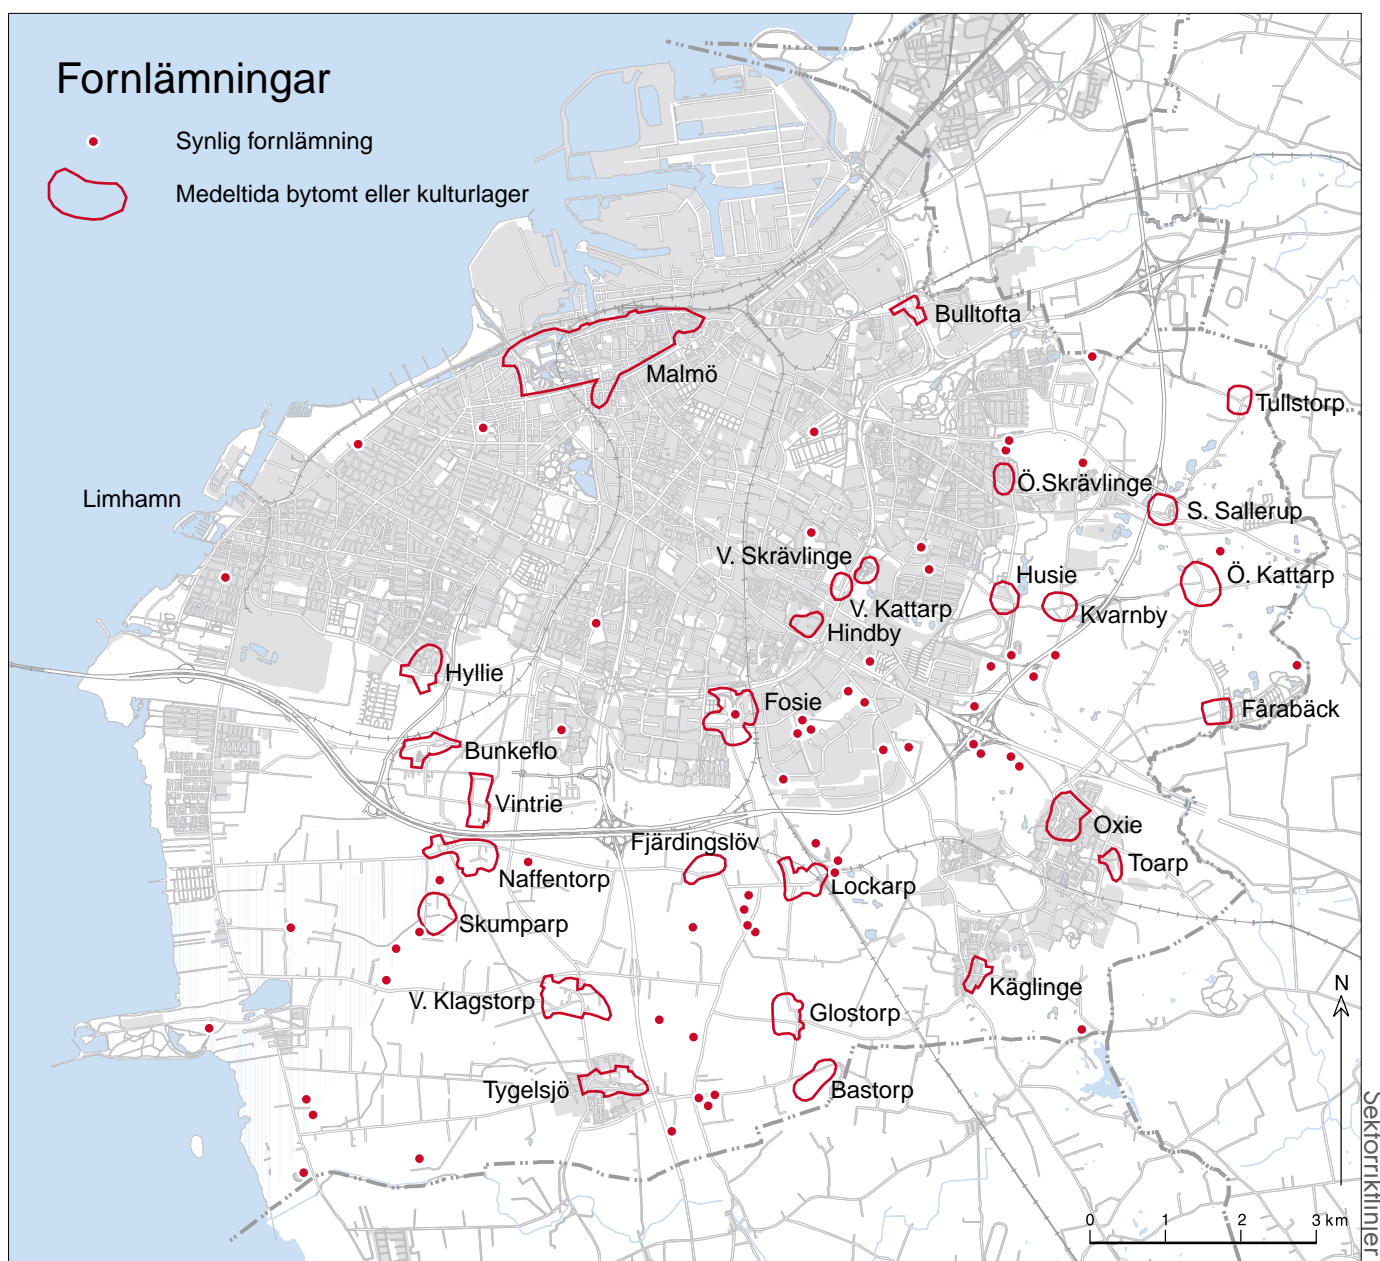 Fornlämningar
Synlig fornlämning
Medeltida bytomt eller kulturlager
Bulltofta
Malmö
Tullstorp
Limhamn
Ö.Skrävlinge
S. Sallerup
V. Skrävlinge
Husie
Ö. Kattarp
V. Kattarp
Kvarnby
Hindby
Hyllie
Fosie
Fårabäck
Bunkeflo
Vintrie
Oxie
Fjärdingslöv
Toarp
Naffentorp
Lockarp
Skumparp
Käglinge
V. Klagstorp
Glostorp
N
Tygelsjö
Bastorp
0 1 2 3 km